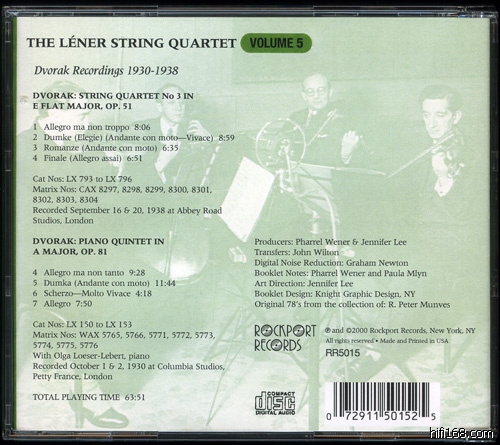 THE LÉNER STRING QUARTET VOLUME 5
Dvorak Recordings 1930-1938
DVORAK: STRING QUARTET No 3 IN
E FLAT MAJOR, OP. 51
1 Allegro ma non troppo 8:06
2 Dumke (Elegie) (Andante con moto—Vivace) 8:59
3 Romanze (Andante con moto) 6:35
4 Finale (Allegro assai) 6:51
Cat Nos: LX 793 to LX 796
Matrix Nos: CAX 8297, 8298, 8299, 8300, 8301,
8302, 8303, 8304
Recorded September 16 & 20, 1938 at Abbey Road
Studios, London
DVORAK: PIANO QUINTET IN
A MAJOR, OP. 81
4 Allegro ma non tanto 9:28
5 Dumka (Andante con moto) 11:44
6 Scherzo—Molto Vivace 4:18
7 Allegro 7:50
Cat Nos: LX 150 to LX 153
Matrix Nos: WAX 5765, 5766, 5771, 5772, 5773,
5774, 5775, 5776
With Olga Loeser-Lebert, piano
Recorded October 1 & 2, 1930 at Columbia Studios,
Petty France, London
TOTAL PLAYING TIME 63:51
Producers: Pharrel Wener & Jennifer Lee
Transfers: John Wilton
Digital Noise Reduction: Graham Newton
Booklet Notes: Pharrel Wener and Paula Mlyn
Art Direction: Jennifer Lee
Booklet Design: Knight Graphic Design, NY
Original 78's from the collection of: R. Peter Munves
ROCKPORT
RECORDS
℗ and ©2000 Rockport Records, New York, NY
All rights reserved • Made and Printed in USA
RR5015
COMPACT
disc
DIGITAL AUDIO
0 72911 50152 5
hifi168.com